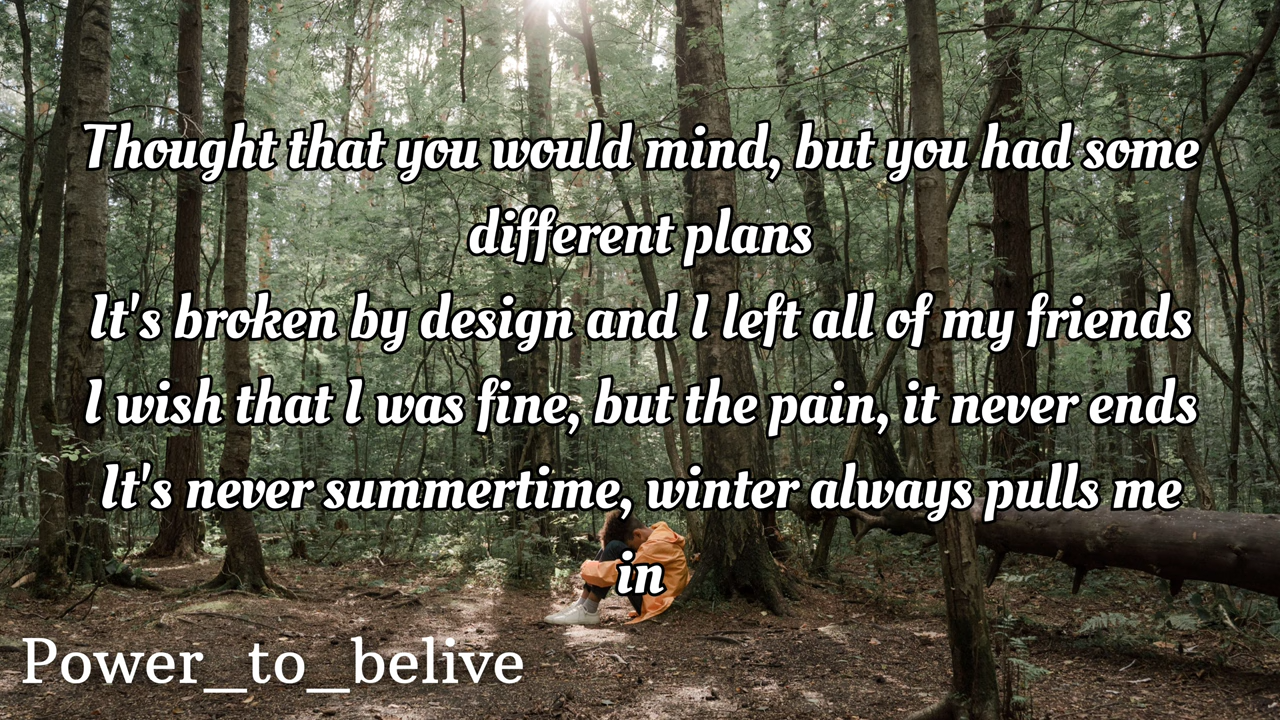 Thought that you would mind, but you had some
different plans
It's broken by design and I left all of my friends
I wish that I was fine, but the pain, it never ends
It's never summertime, winter always pulls me
in
Power_to_belive